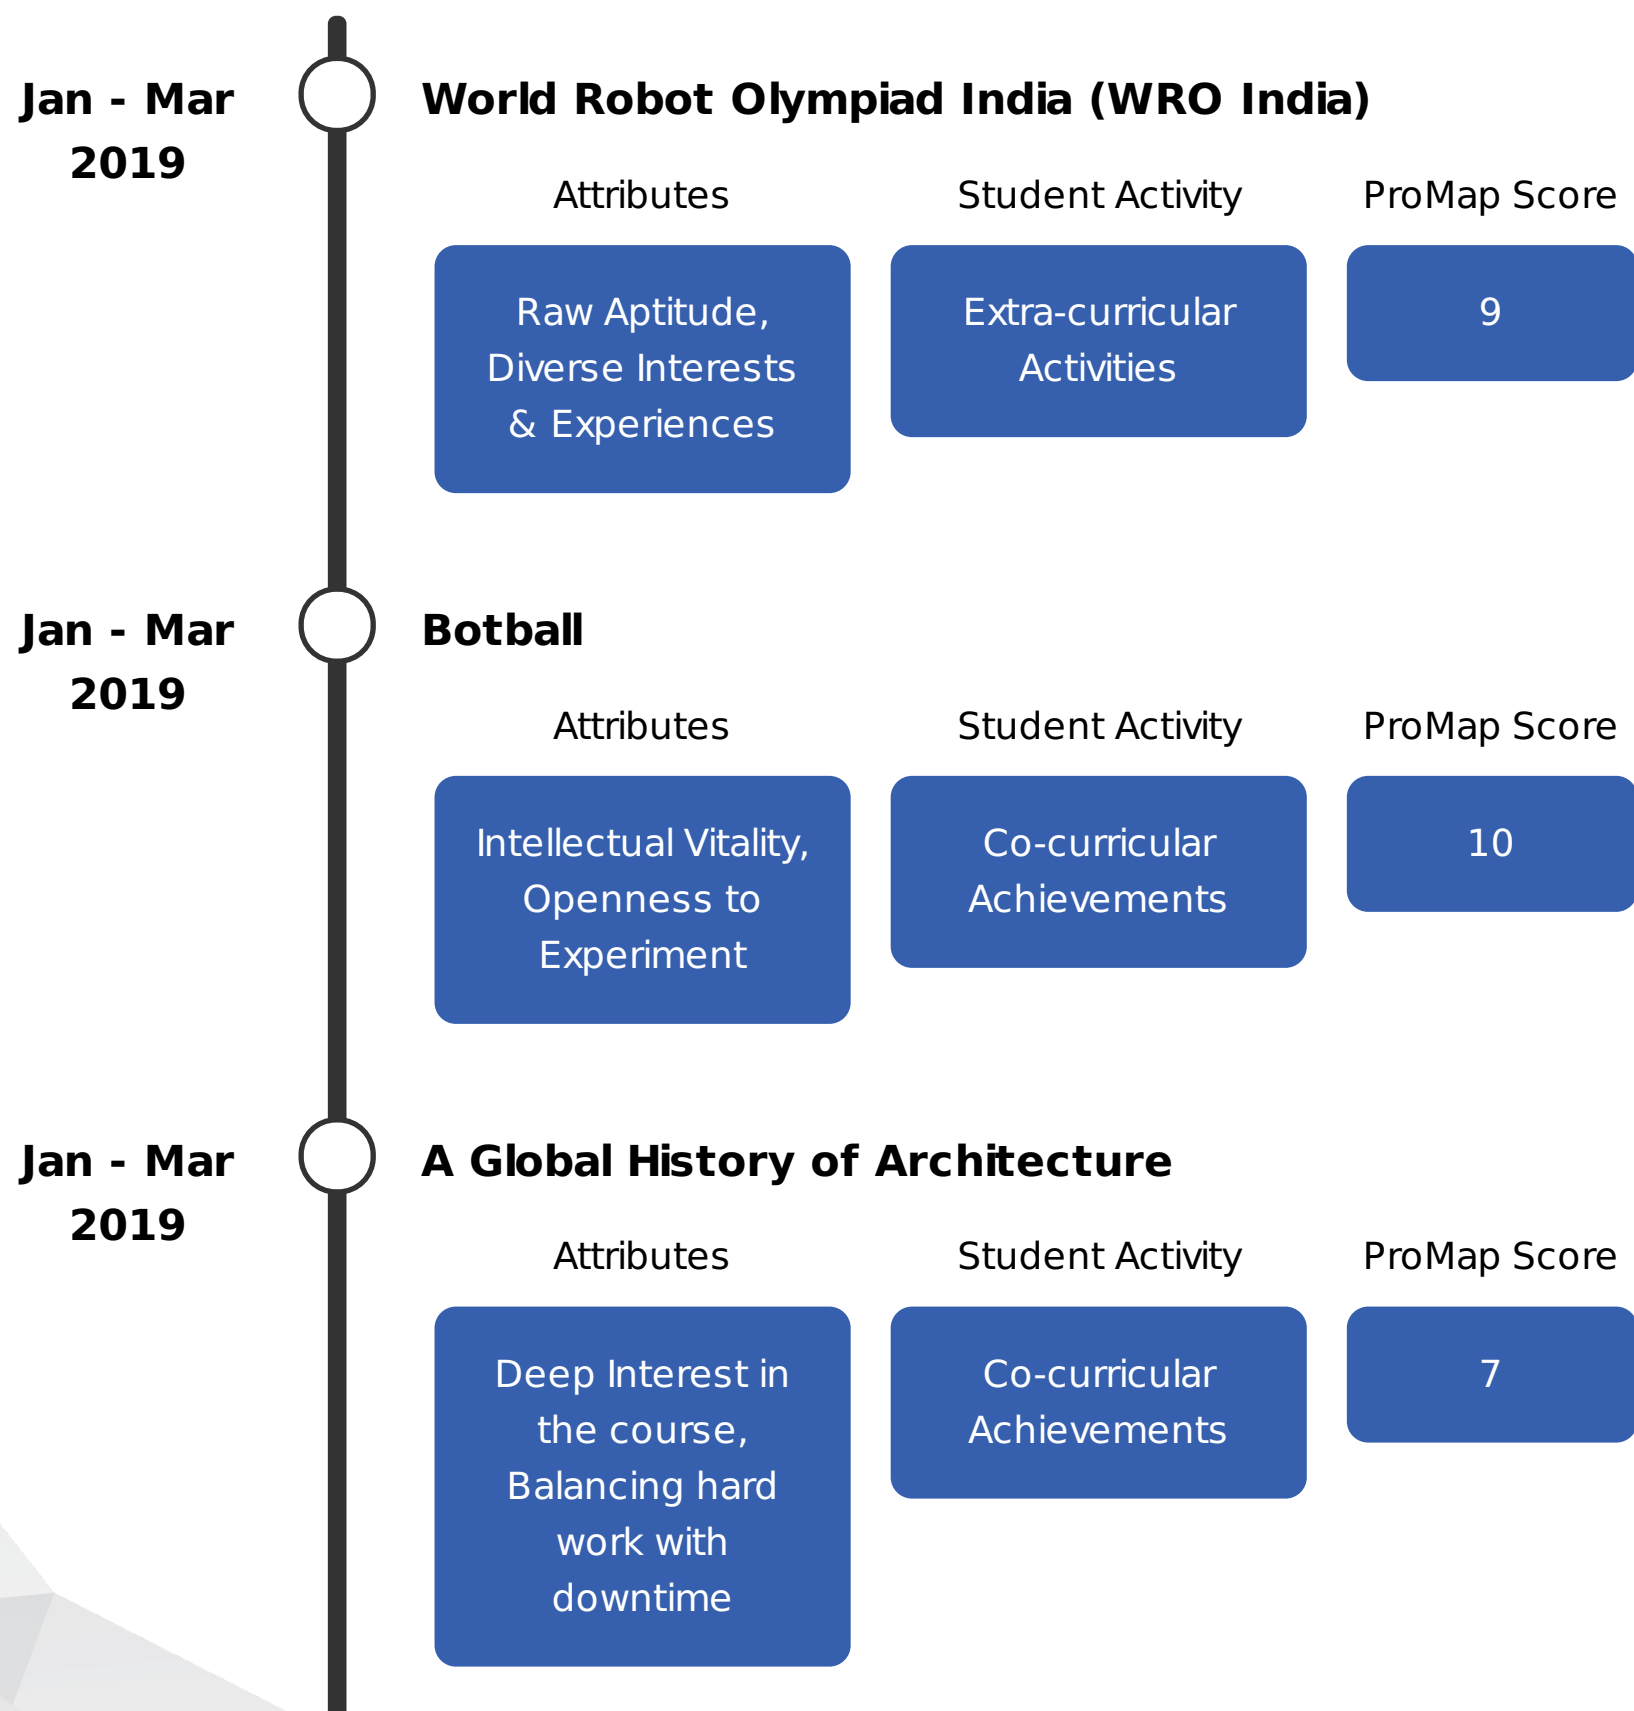 Jan - Mar
2019
World Robot Olympiad India (WRO India)
Attributes
Student Activity
ProMap Score
Raw Aptitude,
Diverse Interests
& Experiences
Extra-curricular
Activities
9
Jan - Mar
2019
Botball
Attributes
Student Activity
ProMap Score
Intellectual Vitality,
Openness to
Experiment
Co-curricular
Achievements
10
Jan - Mar
2019
A Global History of Architecture
Attributes
Student Activity
ProMap Score
Deep Interest in
the course,
Balancing hard
work with
downtime
Co-curricular
Achievements
7